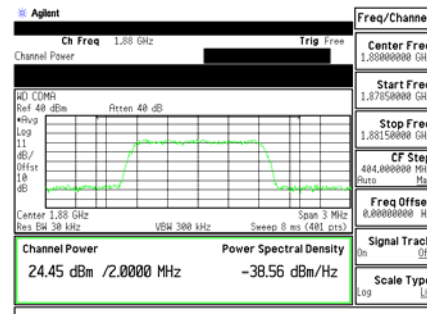 Agilent
Freq/Channel
Ch Freq 1.88 GHz Trig Free
Channel Power
Center Freq
1.88000000 GHz
Start Freq
1.87850000 GHz
Stop Freq
1.88150000 GHz
CF Step
404.000000 MHz
Auto Ma
Freq Offse
0.00000000 H
Signal Track
On Of
Scale Type
Log Li
WD CDMA
Ref 40 dBm Atten 40 dB
#Avg
Log
11
dB/
Offst
10
dB
Center 1.88 GHz Span 3 MHz
Res BW 30 kHz VBW 300 kHz Sweep 8 ms (401 pts)
Channel Power Power Spectral Density
24.45 dBm /2.0000 MHz -38.56 dBm/Hz